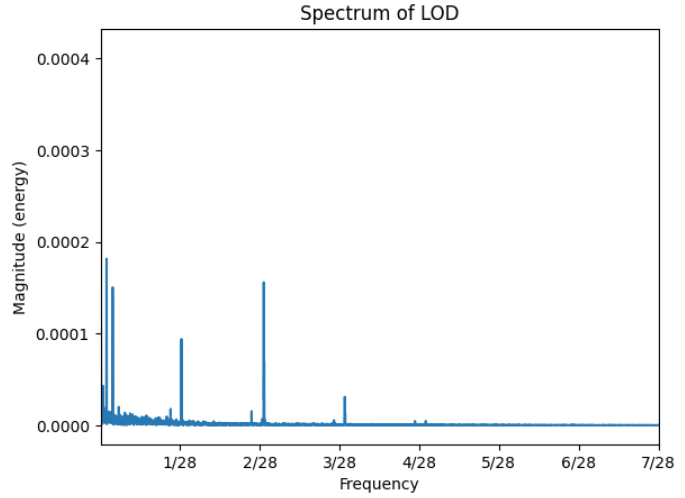 Spectrum of LOD
0.0004
0.0003
0.0002
0.0001
0.0000
Magnitude (energy)
1/28 2/28 3/28 4/28 5/28 6/28 7/28
Frequency